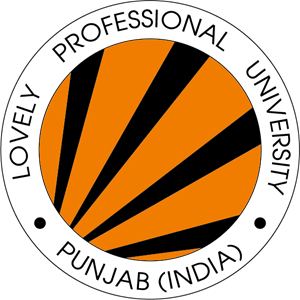 LOVELY PROFESSIONAL UNIVERSITY
• PUNJAB (INDIA) •